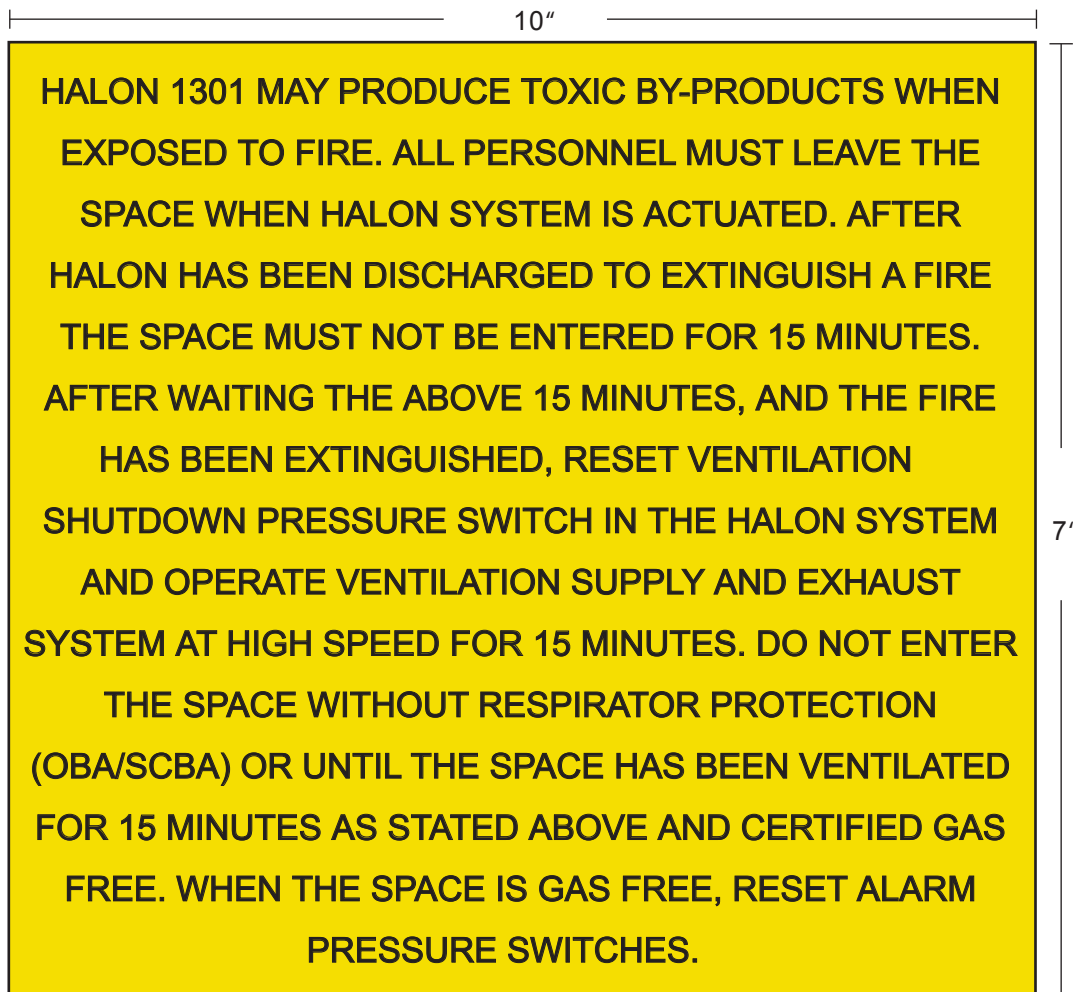 10"
HALON 1301 MAY PRODUCE TOXIC BY-PRODUCTS WHEN
EXPOSED TO FIRE. ALL PERSONNEL MUST LEAVE THE
SPACE WHEN HALON SYSTEM IS ACTUATED. AFTER
HALON HAS BEEN DISCHARGED TO EXTINGUISH A FIRE
THE SPACE MUST NOT BE ENTERED FOR 15 MINUTES.
AFTER WAITING THE ABOVE 15 MINUTES, AND THE FIRE
HAS BEEN EXTINGUISHED, RESET VENTILATION
SHUTDOWN PRESSURE SWITCH IN THE HALON SYSTEM
AND OPERATE VENTILATION SUPPLY AND EXHAUST
SYSTEM AT HIGH SPEED FOR 15 MINUTES. DO NOT ENTER
THE SPACE WITHOUT RESPIRATOR PROTECTION
(OBA/SCBA) OR UNTIL THE SPACE HAS BEEN VENTILATED
FOR 15 MINUTES AS STATED ABOVE AND CERTIFIED GAS
FREE. WHEN THE SPACE IS GAS FREE, RESET ALARM
PRESSURE SWITCHES.
7"